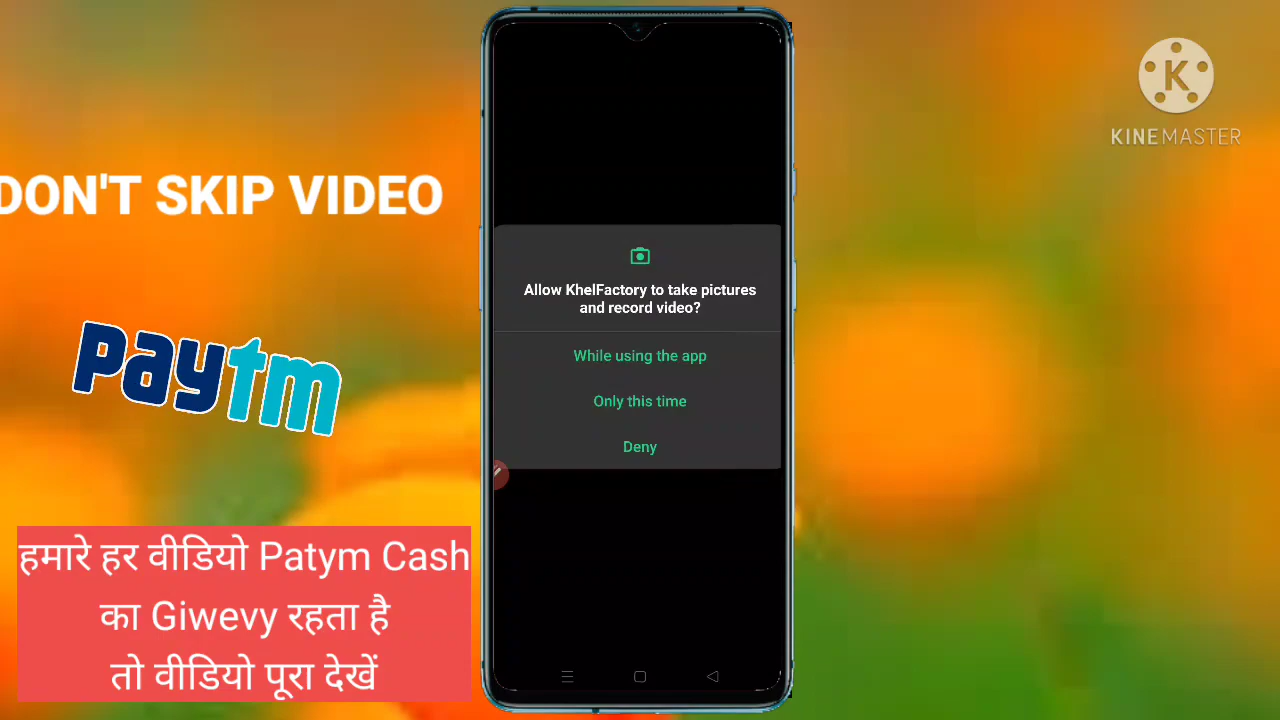 DON'T SKIP VIDEO
paytm
हमारे हर वीडियो Patym Cash
का Giwevy रहता है
तो वीडियो पूरा देखें
Allow KhelFactory to take pictures
and record video?
While using the app
Only this time
Deny
K
KINEMASTER